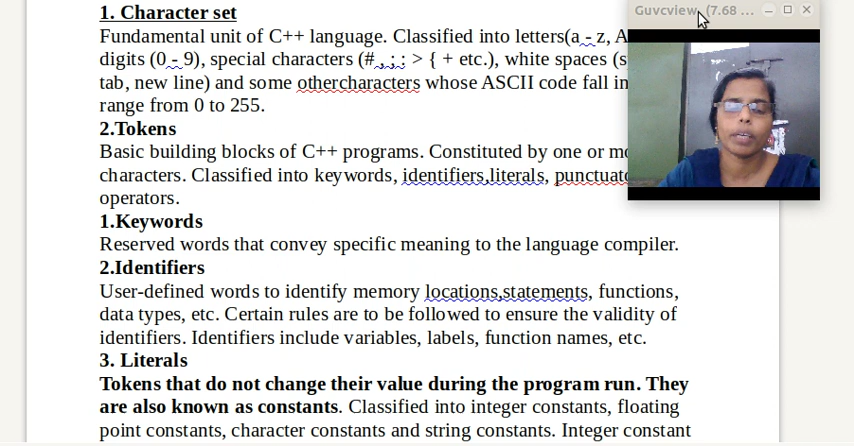 1. Character set
Fundamental unit of C++ language. Classified into letters(a - z, A
digits (0 - 9), special characters (# , ; : > { + etc.), white spaces (s
tab, new line) and some othercharacters whose ASCII code fall in
range from 0 to 255.
2.Tokens
Basic building blocks of C++ programs. Constituted by one or mo
characters. Classified into keywords, identifiers,literals, punctuato
operators.
1.Keywords
Reserved words that convey specific meaning to the language compiler.
2.Identifiers
User-defined words to identify memory locations,statements, functions,
data types, etc. Certain rules are to be followed to ensure the validity of
identifiers. Identifiers include variables, labels, function names, etc.
3. Literals
Tokens that do not change their value during the program run. They
are also known as constants. Classified into integer constants, floating
point constants, character constants and string constants. Integer constant
Guvcview (7.68 ...